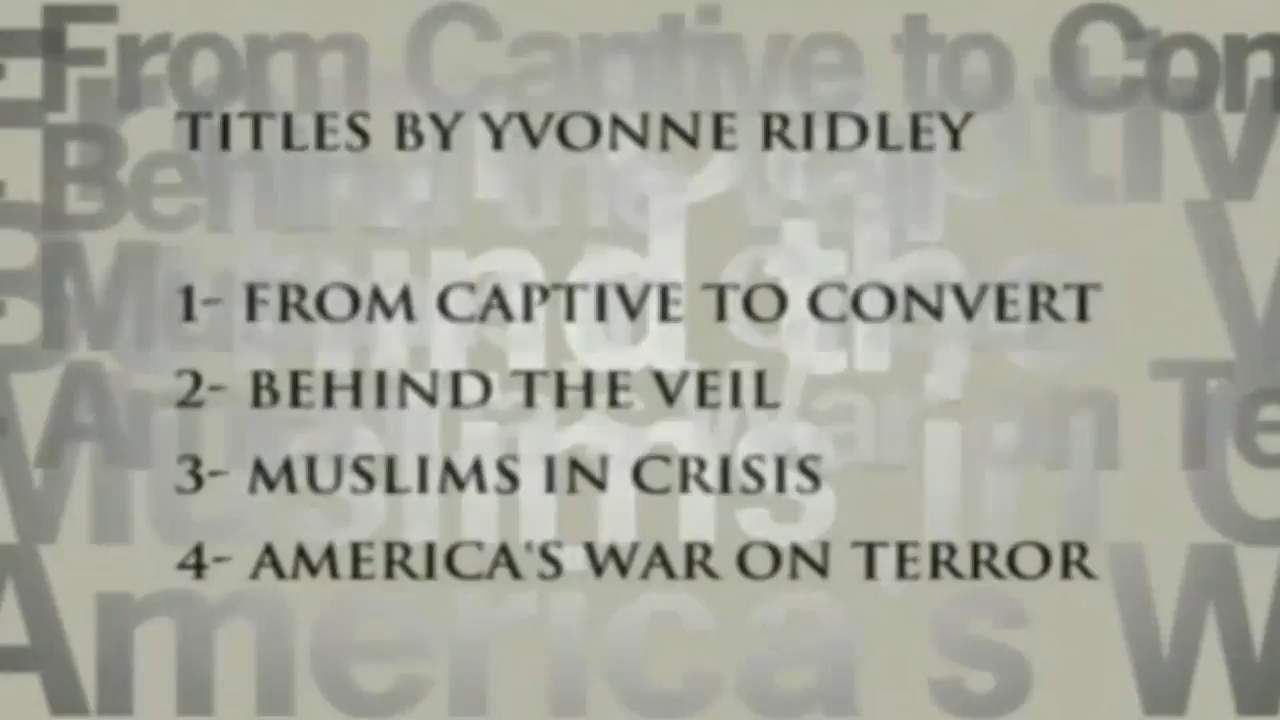 TITLES BY YVONNE RIDLEY
1- FROM CAPTIVE TO CONVERT
2- BEHIND THE VEIL
3- MUSLIMS IN CRISIS
4- AMERICA'S WAR ON TERROR